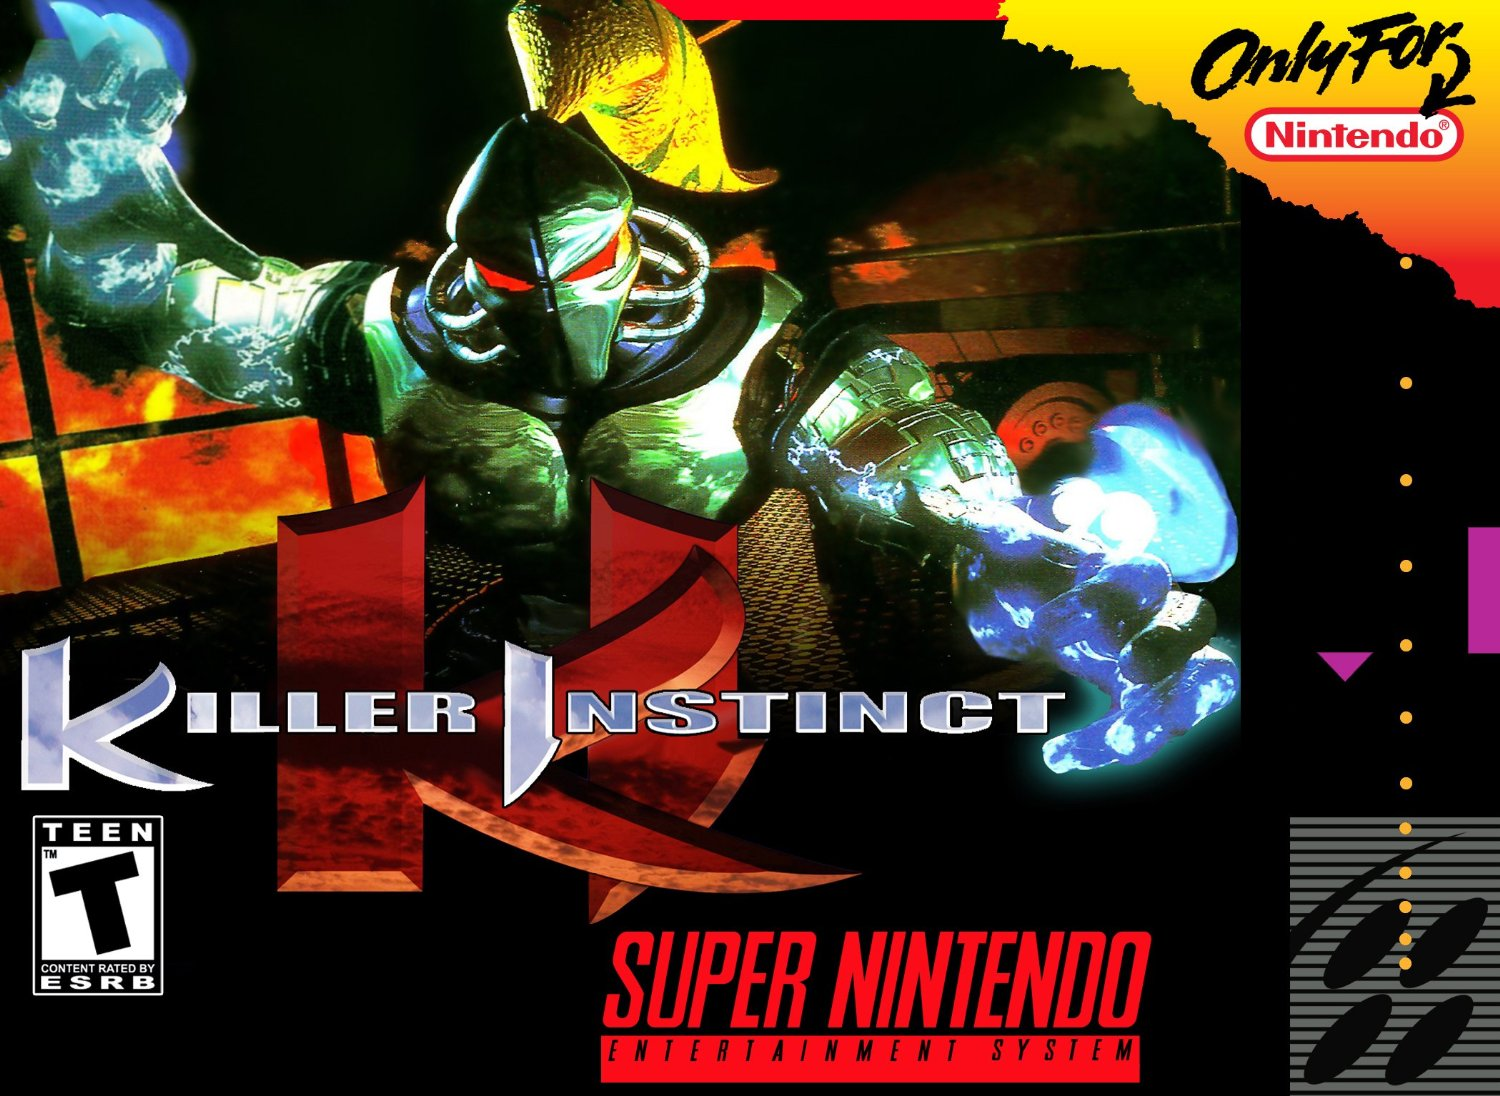 Only For
Nintendo®
KILLER INSTINCT
TEEN
™
T
CONTENT RATED BY
ESRB
SUPER NINTENDO
ENTERTAINMENT SYSTEM